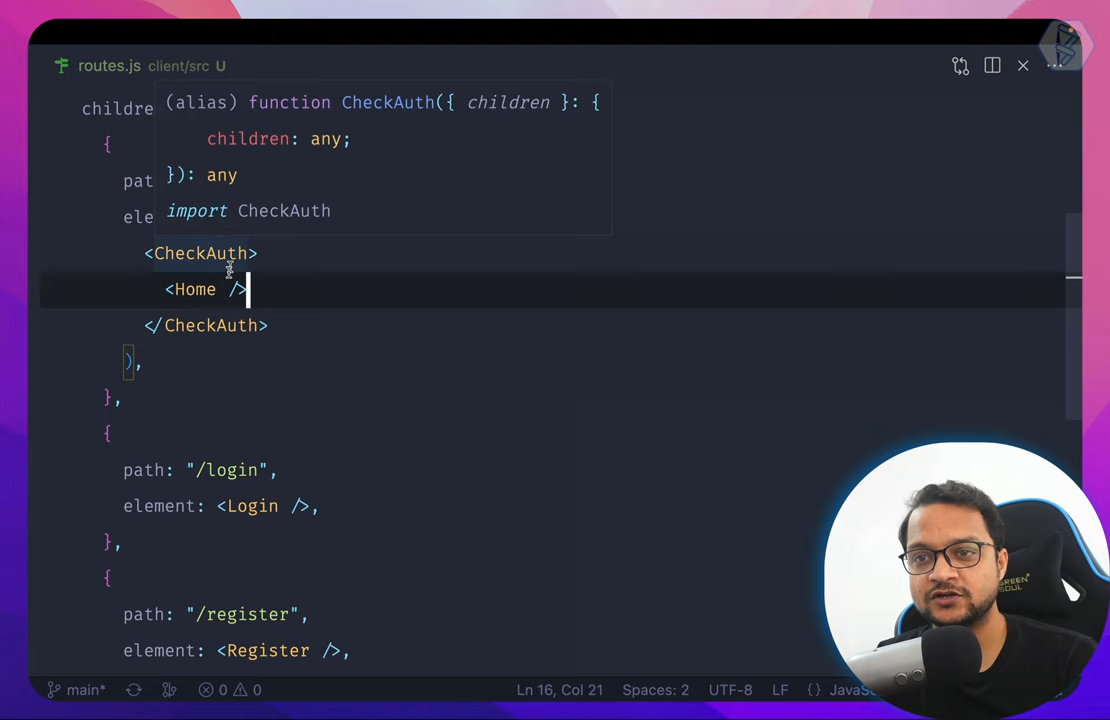 routes.js client/src U
childre
(alias) function CheckAuth({ children }: {
{
children: any;
pat
}): any
ele
import CheckAuth
<CheckAuth>
<Home />
</CheckAuth>
),
},
{
path: "/login",
element: <Login />,
},
{
path: "/register",
element: <Register />,
main* 0 0 Ln 16, Col 21 Spaces: 2 UTF-8 LF {} JavaS
GREEN SOUL